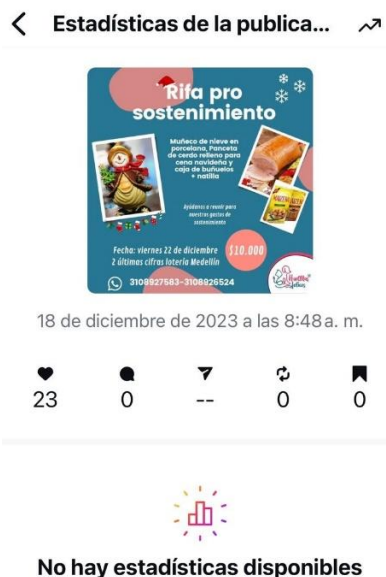 Estadísticas de la publica...
Rifa pro
sostenimiento
Muñeco de nieve en
porcelana, Panceta
de cerdo relleno para
cena navideña y
caja de buñuelos
+ natilla
Ayúdanos a reunir para
nuestros gastos de
sostenimiento
Fecha: viernes 22 de diciembre
2 últimas cifras lotería Medellín
$10.000
3108927583-3108926524
18 de diciembre de 2023 a las 8:48 a. m.
23 0 -- 0 0
No hay estadísticas disponibles